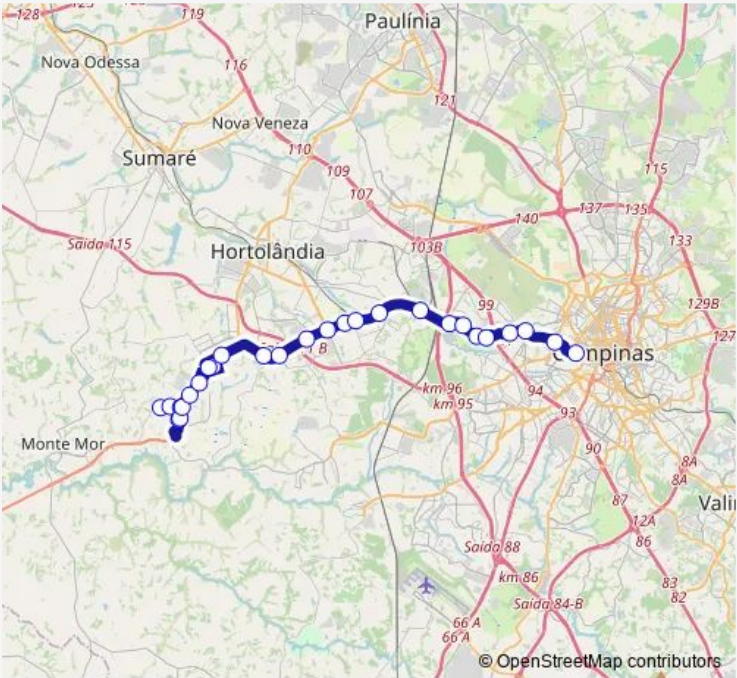 128
123
119
Paulínia
Nova Odessa
116
121
Nova Veneza
110
Sumaré
109
115
107
137
135
140
Saída 115
103B
133
Hortolândia
99
129B
B
Campinas
127
km 96
km 95
94
93
Monte Mor
90
8A
8A
87
Vali
12A
86
Saída 88
km 86
83
Saída 84-B
82
66 A
66 A
© OpenStreetMap contributors